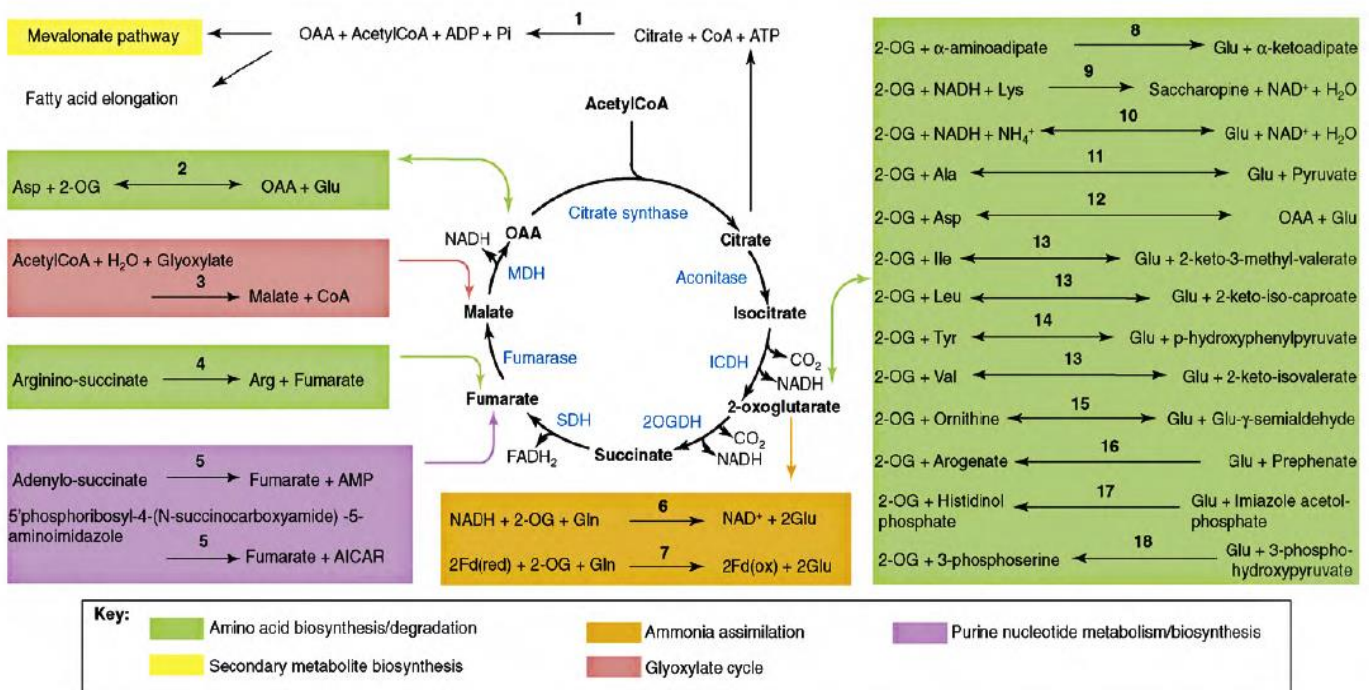 Mevalonate pathway
OAA + AcetylCoA + ADP + Pi
1
Citrate + CoA + ATP
Fatty acid elongation
AcetylCoA
2
Asp + 2-OG
OAA + Glu
AcetylCoA + H₂O + Glyoxylate
3
Malate + CoA
4
Arginino-succinate
Arg + Fumarate
5
Adenylo-succinate
Fumarate + AMP
5'phosphoribosyl-4-(N-succinocarboxyamide) -5-
aminoimidazole
5
Fumarate + AICAR
Citrate synthase
OAA
NADH
MDH
Citrate
Aconitase
Malate
Isocitrate
Fumarase
ICDH
CO₂
NADH
Fumarate
2-oxoglutarate
SDH
2OGDH
FADH₂
Succinate
CO₂
NADH
6
NADH + 2-OG + Gln
NAD⁺ + 2Glu
7
2Fd(red) + 2-OG + Gln
2Fd(ox) + 2Glu
8
2-OG + α-aminoadipate
Glu + α-ketoadipate
9
2-OG + NADH + Lys
Saccharopine + NAD⁺ + H₂O
10
2-OG + NADH + NH₄⁺
Glu + NAD⁺ + H₂O
11
2-OG + Ala
Glu + Pyruvate
12
2-OG + Asp
OAA + Glu
13
2-OG + Ile
Glu + 2-keto-3-methyl-valerate
13
2-OG + Leu
Glu + 2-keto-iso-caproate
14
2-OG + Tyr
Glu + p-hydroxyphenylpyruvate
13
2-OG + Val
Glu + 2-keto-isovalerate
15
2-OG + Ornithine
Glu + Glu-γ-semialdehyde
16
2-OG + Arogenate
Glu + Prephenate
17
2-OG + Histidinol
phosphate
Glu + Imiazole acetol-
phosphate
18
2-OG + 3-phosphoserine
Glu + 3-phospho-
hydroxypyruvate
Key:
Amino acid biosynthesis/degradation
Ammonia assimilation
Purine nucleotide metabolism/biosynthesis
Secondary metabolite biosynthesis
Glyoxylate cycle